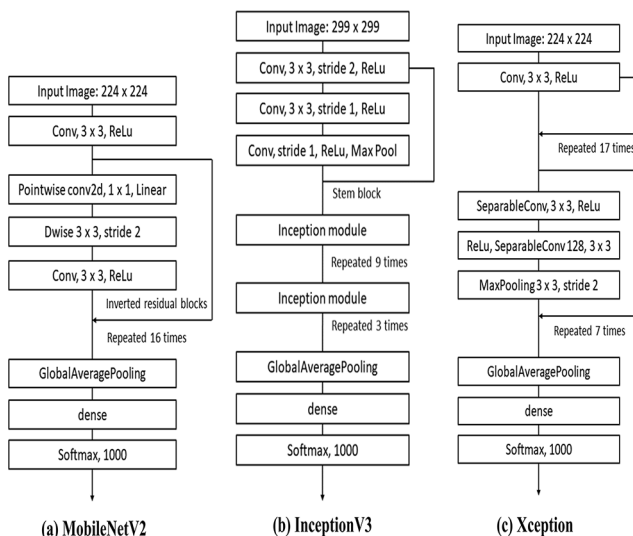 Input Image: 224 x 224
Conv, 3 x 3, ReLu
Pointwise conv2d, 1 x 1, Linear
Dwise 3 x 3, stride 2
Conv, 3 x 3, ReLu
Inverted residual blocks
Repeated 16 times
GlobalAveragePooling
dense
Softmax, 1000
(a) MobileNetV2
Input Image: 299 x 299
Conv, 3 x 3, stride 2, ReLu
Conv, 3 x 3, stride 1, ReLu
Conv, stride 1, ReLu, Max Pool
Stem block
Inception module
Repeated 9 times
Inception module
Repeated 3 times
GlobalAveragePooling
dense
Softmax, 1000
(b) InceptionV3
Input Image: 224 x 224
Conv, 3 x 3, ReLu
Repeated 17 times
SeparableConv, 3 x 3, ReLu
ReLu, SeparableConv 128, 3 x 3
MaxPooling 3 x 3, stride 2
Repeated 7 times
GlobalAveragePooling
dense
Softmax, 1000
(c) Xception